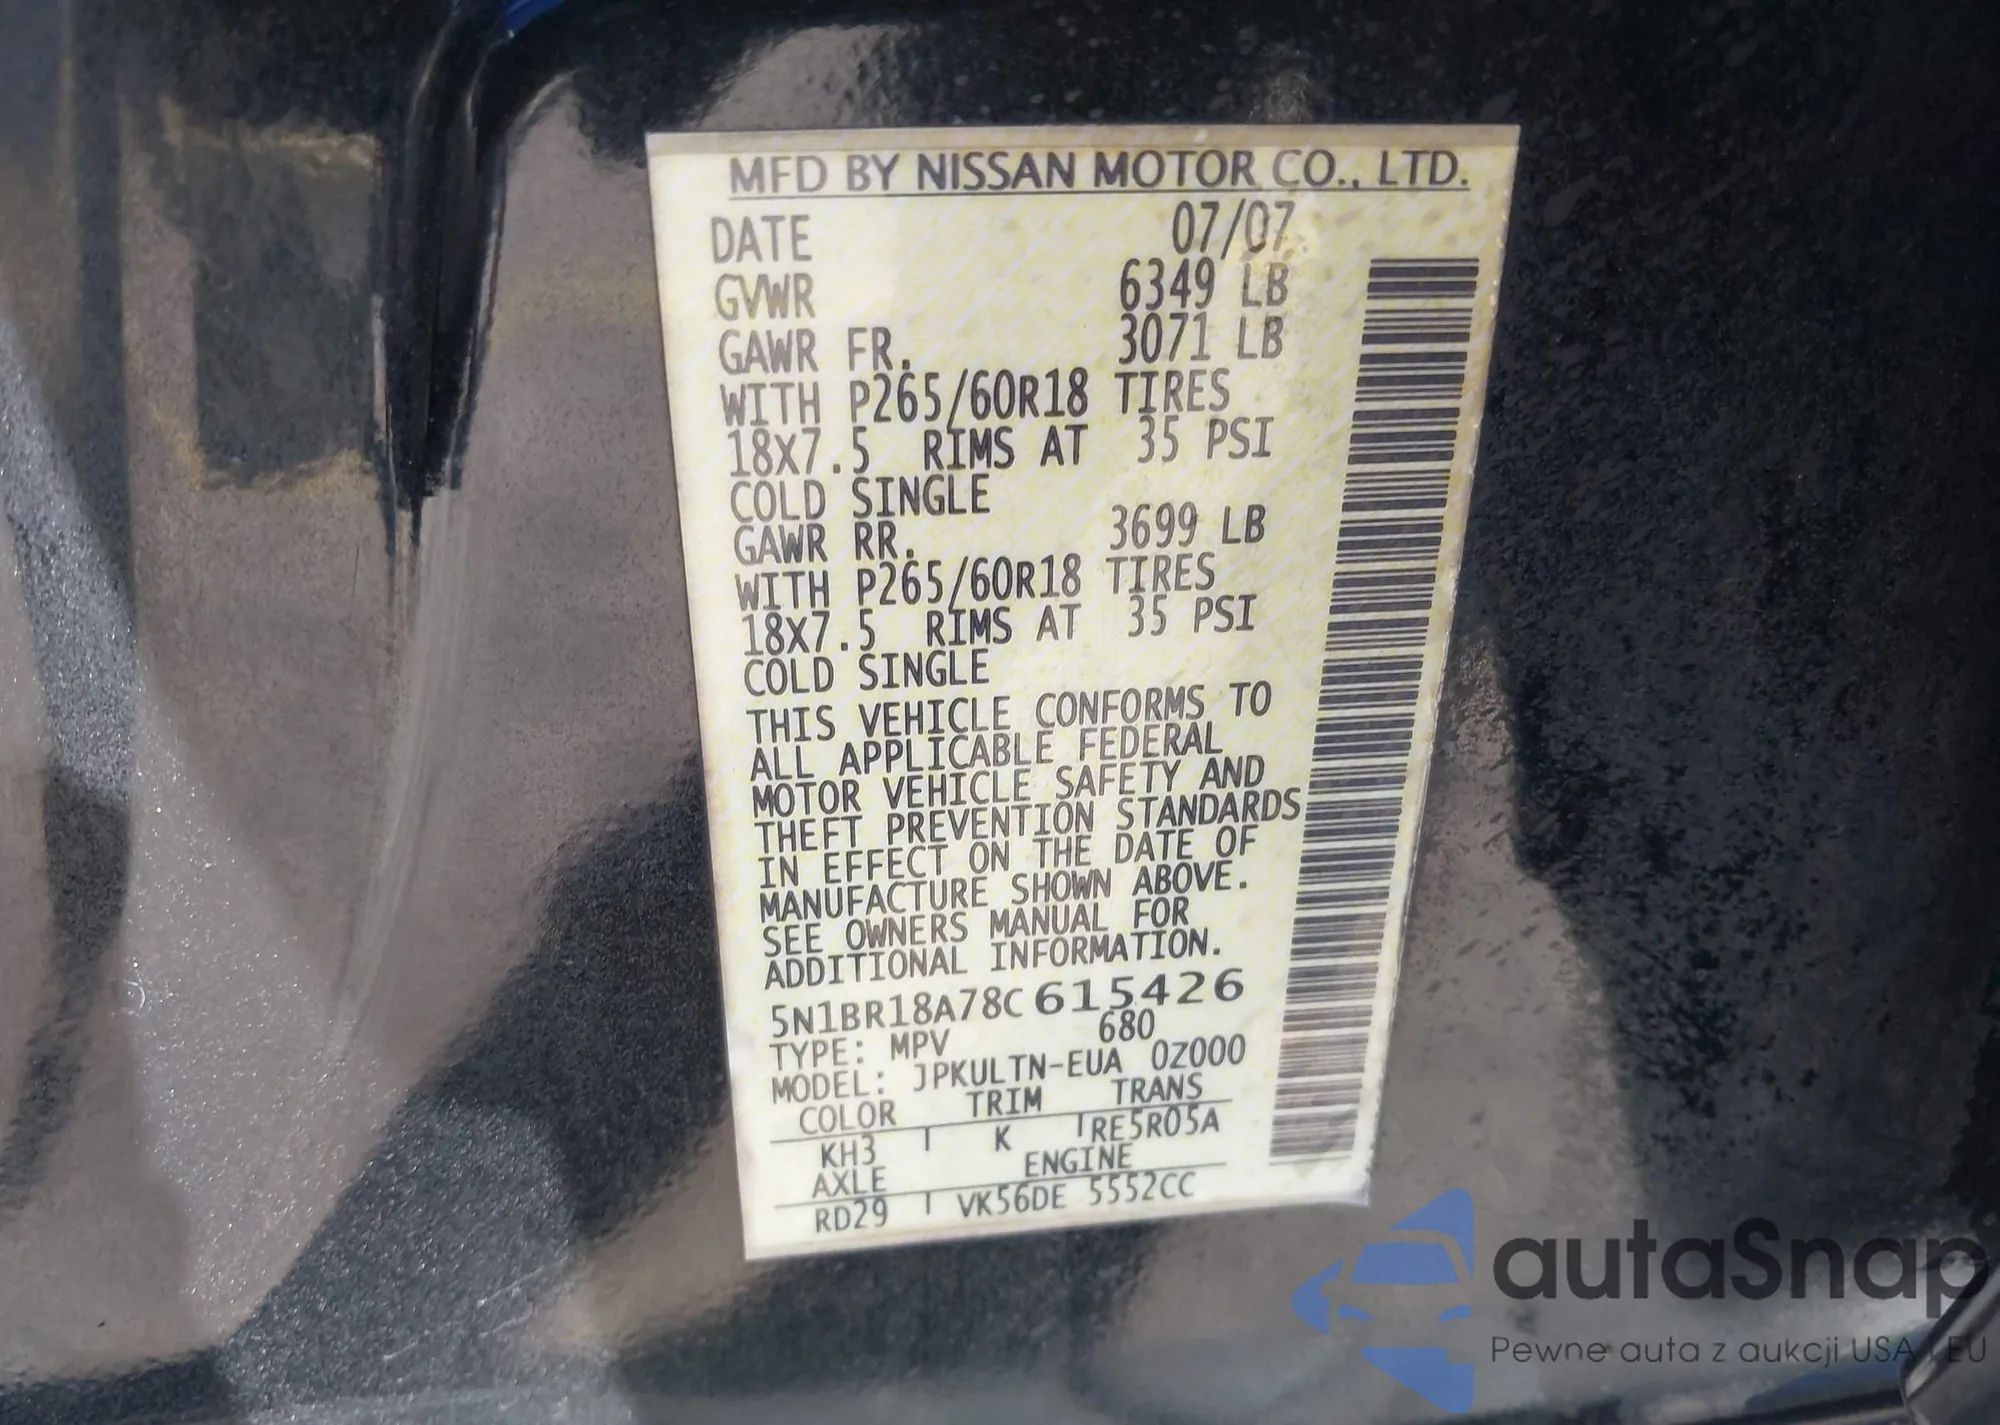 MFD BY NISSAN MOTOR CO., LTD.
DATE 07/07
GVWR 6349 LB
GAWR FR. 3071 LB
WITH P265/60R18 TIRES
18X7.5 RIMS AT 35 PSI
COLD SINGLE
GAWR RR. 3699 LB
WITH P265/60R18 TIRES
18X7.5 RIMS AT 35 PSI
COLD SINGLE
THIS VEHICLE CONFORMS TO
ALL APPLICABLE FEDERAL
MOTOR VEHICLE SAFETY AND
THEFT PREVENTION STANDARDS
IN EFFECT ON THE DATE OF
MANUFACTURE SHOWN ABOVE.
SEE OWNERS MANUAL FOR
ADDITIONAL INFORMATION.
5N1BR18A78C615426
TYPE: MPV 680
MODEL: JPKULTN-EUA 0Z000
COLOR TRIM TRANS
KH3 K RE5R05A
AXLE ENGINE
RD29 VK56DE 5552CC
autaSnap
Pewne auta z aukcji USA i EU